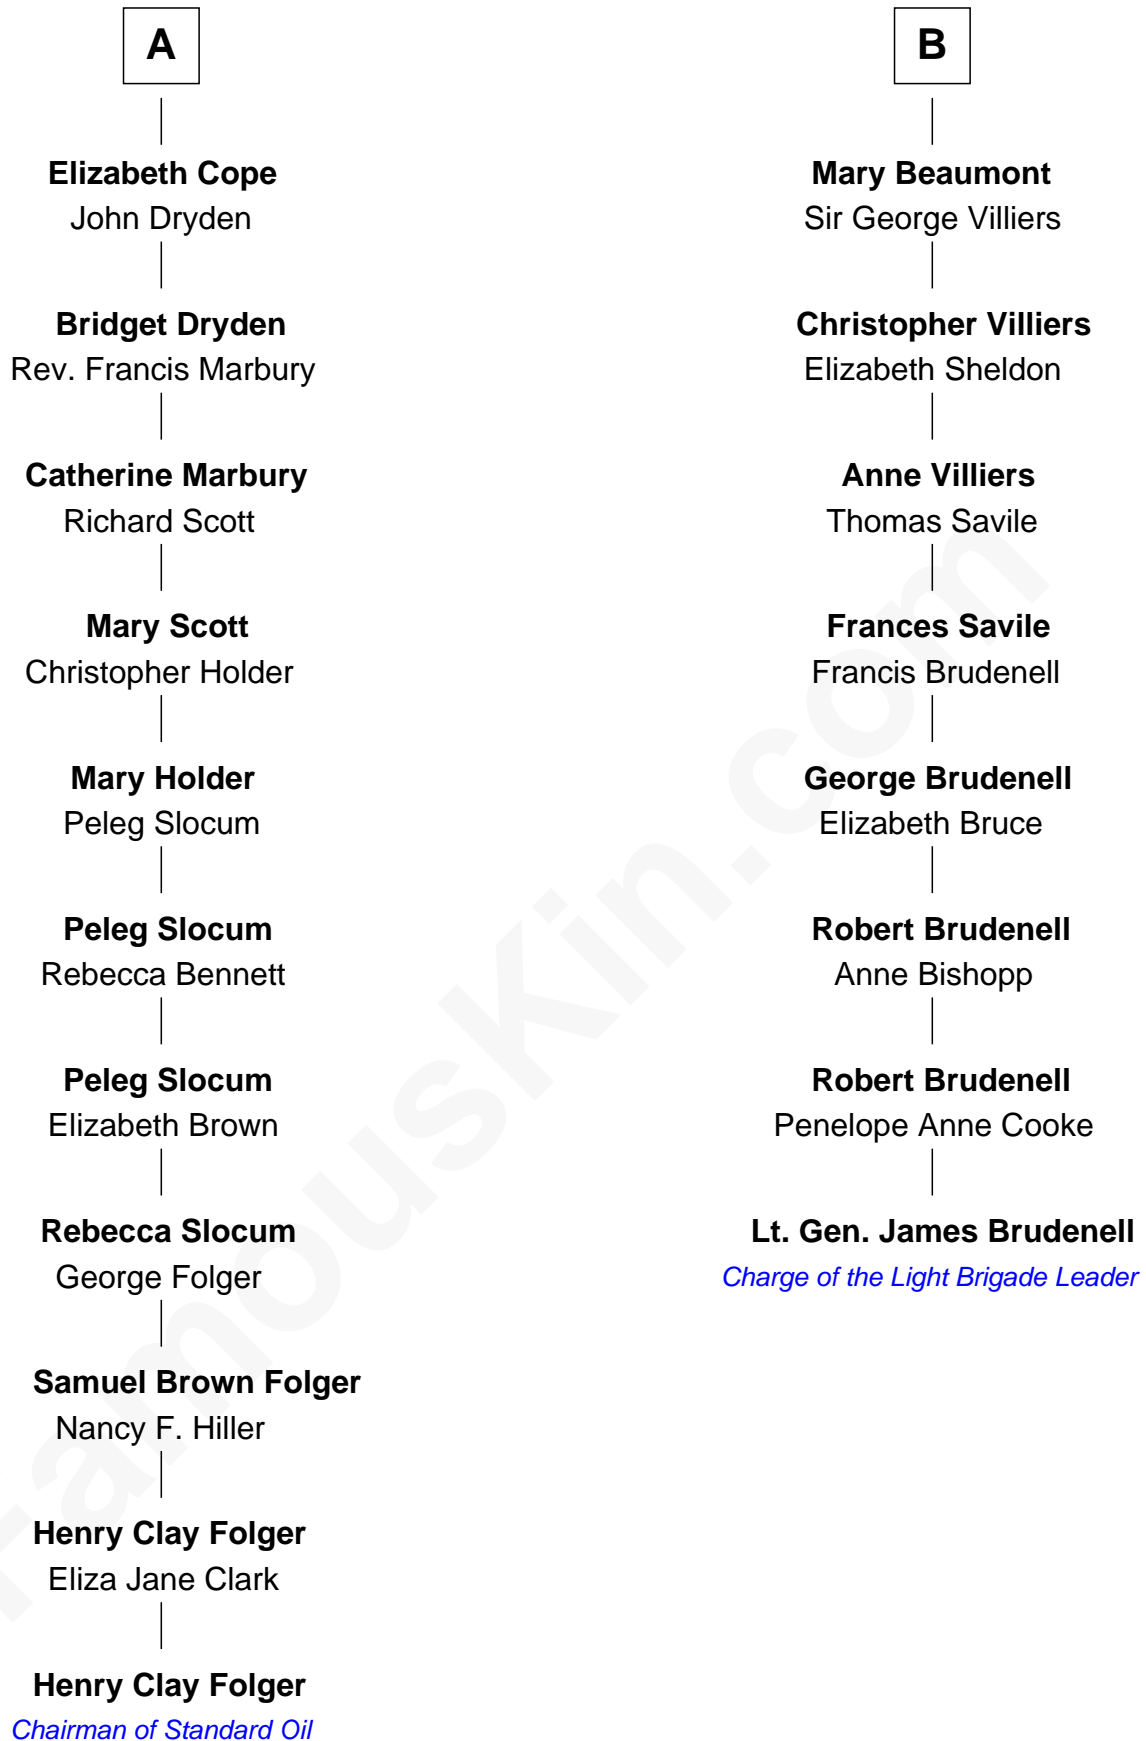 A
Elizabeth Cope
John Dryden
Bridget Dryden
Rev. Francis Marbury
Catherine Marbury
Richard Scott
Mary Scott
Christopher Holder
Mary Holder
Peleg Slocum
Peleg Slocum
Rebecca Bennett
Peleg Slocum
Elizabeth Brown
Rebecca Slocum
George Folger
Samuel Brown Folger
Nancy F. Hiller
Henry Clay Folger
Eliza Jane Clark
Henry Clay Folger
Chairman of Standard Oil
B
Mary Beaumont
Sir George Villiers
Christopher Villiers
Elizabeth Sheldon
Anne Villiers
Thomas Savile
Frances Savile
Francis Brudenell
George Brudenell
Elizabeth Bruce
Robert Brudenell
Anne Bishopp
Robert Brudenell
Penelope Anne Cooke
Lt. Gen. James Brudenell
Charge of the Light Brigade Leader
FamousKin.com